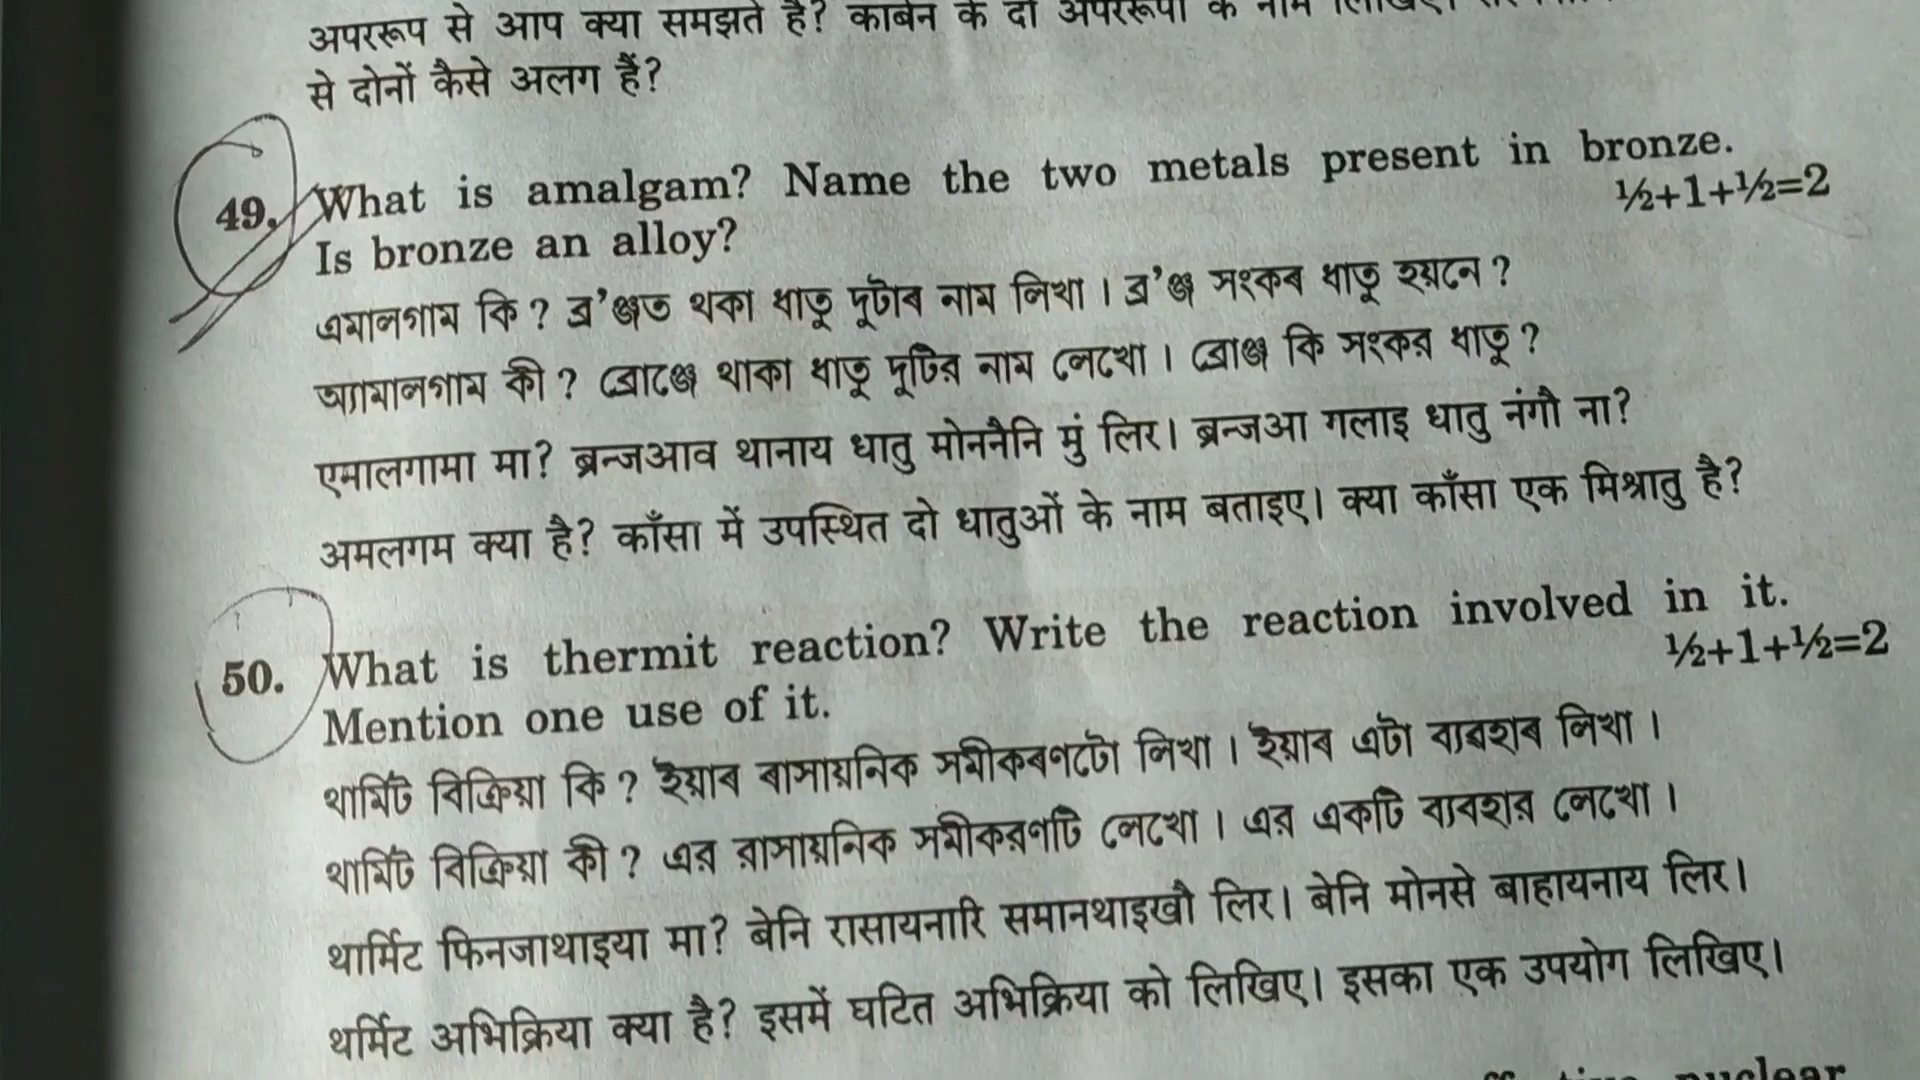 अपररूप से आप क्या समझते हैं? कार्बन के दो अपररूपों के नाम लिखिए।
से दोनों कैसे अलग हैं?
49. What is amalgam? Name the two metals present in bronze.
Is bronze an alloy? ½+1+½=2
এমালগাম কি ? ব্ৰ’ঞ্জত থকা ধাতু দুটাৰ নাম লিখা । ব্ৰ’ঞ্জ সংকৰ ধাতু হয়নে ?
অ্যামালগাম কী ? ব্রোঞ্জে থাকা ধাতু দুটির নাম লেখো । ব্রোঞ্জ কি সংকর ধাতু ?
एमालगामा मा? ब्रन्जआव थानाय धातु मोननैनि मुं लिर। ब्रन्जआ गलाइ धातु नंगौ ना?
अमलगम क्या है? काँसा में उपस्थित दो धातुओं के नाम बताइए। क्या काँसा एक मिश्रातु है?
50. What is thermit reaction? Write the reaction involved in it.
Mention one use of it. ½+1+½=2
থাৰ্মিট বিক্ৰিয়া কি ? ইয়াৰ ৰাসায়নিক সমীকৰণটো লিখা । ইয়াৰ এটা ব্যৱহাৰ লিখা ।
থার্মিট বিক্রিয়া কী ? এর রাসায়নিক সমীকরণটি লেখো । এর একটি ব্যবহার লেখো ।
थार्मिट फिनजाथाइया मा? बेनि रासायनारि समानथाइखौ लिर। बेनि मोनसे बाहायनाय लिर।
थर्मिट अभिक्रिया क्या है? इसमें घटित अभिक्रिया को लिखिए। इसका एक उपयोग लिखिए।
nuclear